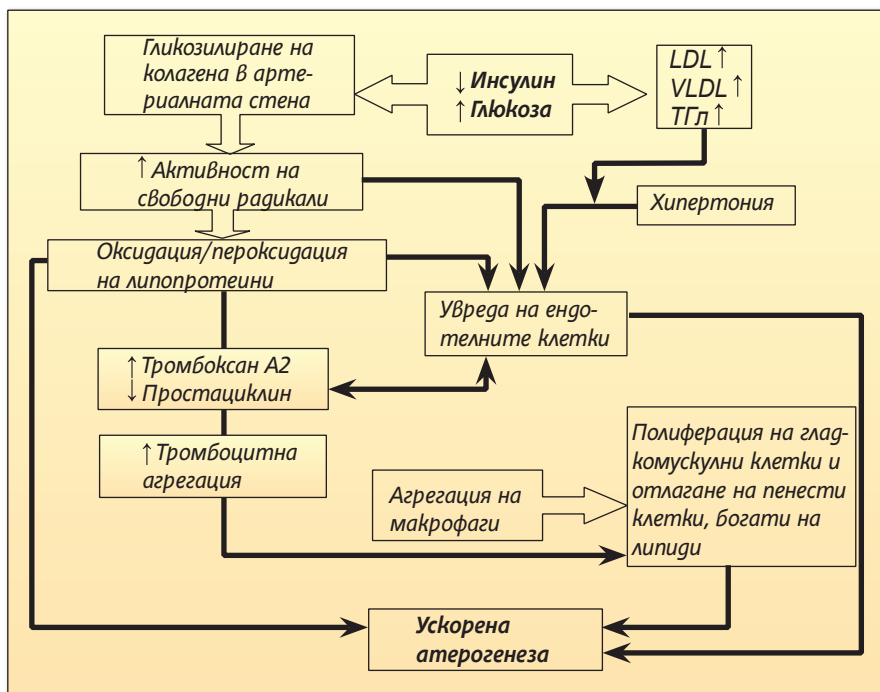 Гликозилиране на
колагена в арте-
риалната стена
↓ Инсулин
↑ Глюкоза
LDL ↑
VLDL ↑
ТГл ↑
↑ Активност на
свободни радикали
Хипертония
Оксидация/пероксидация
на липопротеини
Увреда на ендо-
телните клетки
↑ Тромбоксан А2
↓ Простациклин
↑ Тромбоцитна
агрегация
Агрегация на
макрофаги
Полиферация на глад-
комускулни клетки и
отлагане на пенести
клетки, богати на
липиди
Ускорена
атерогенеза